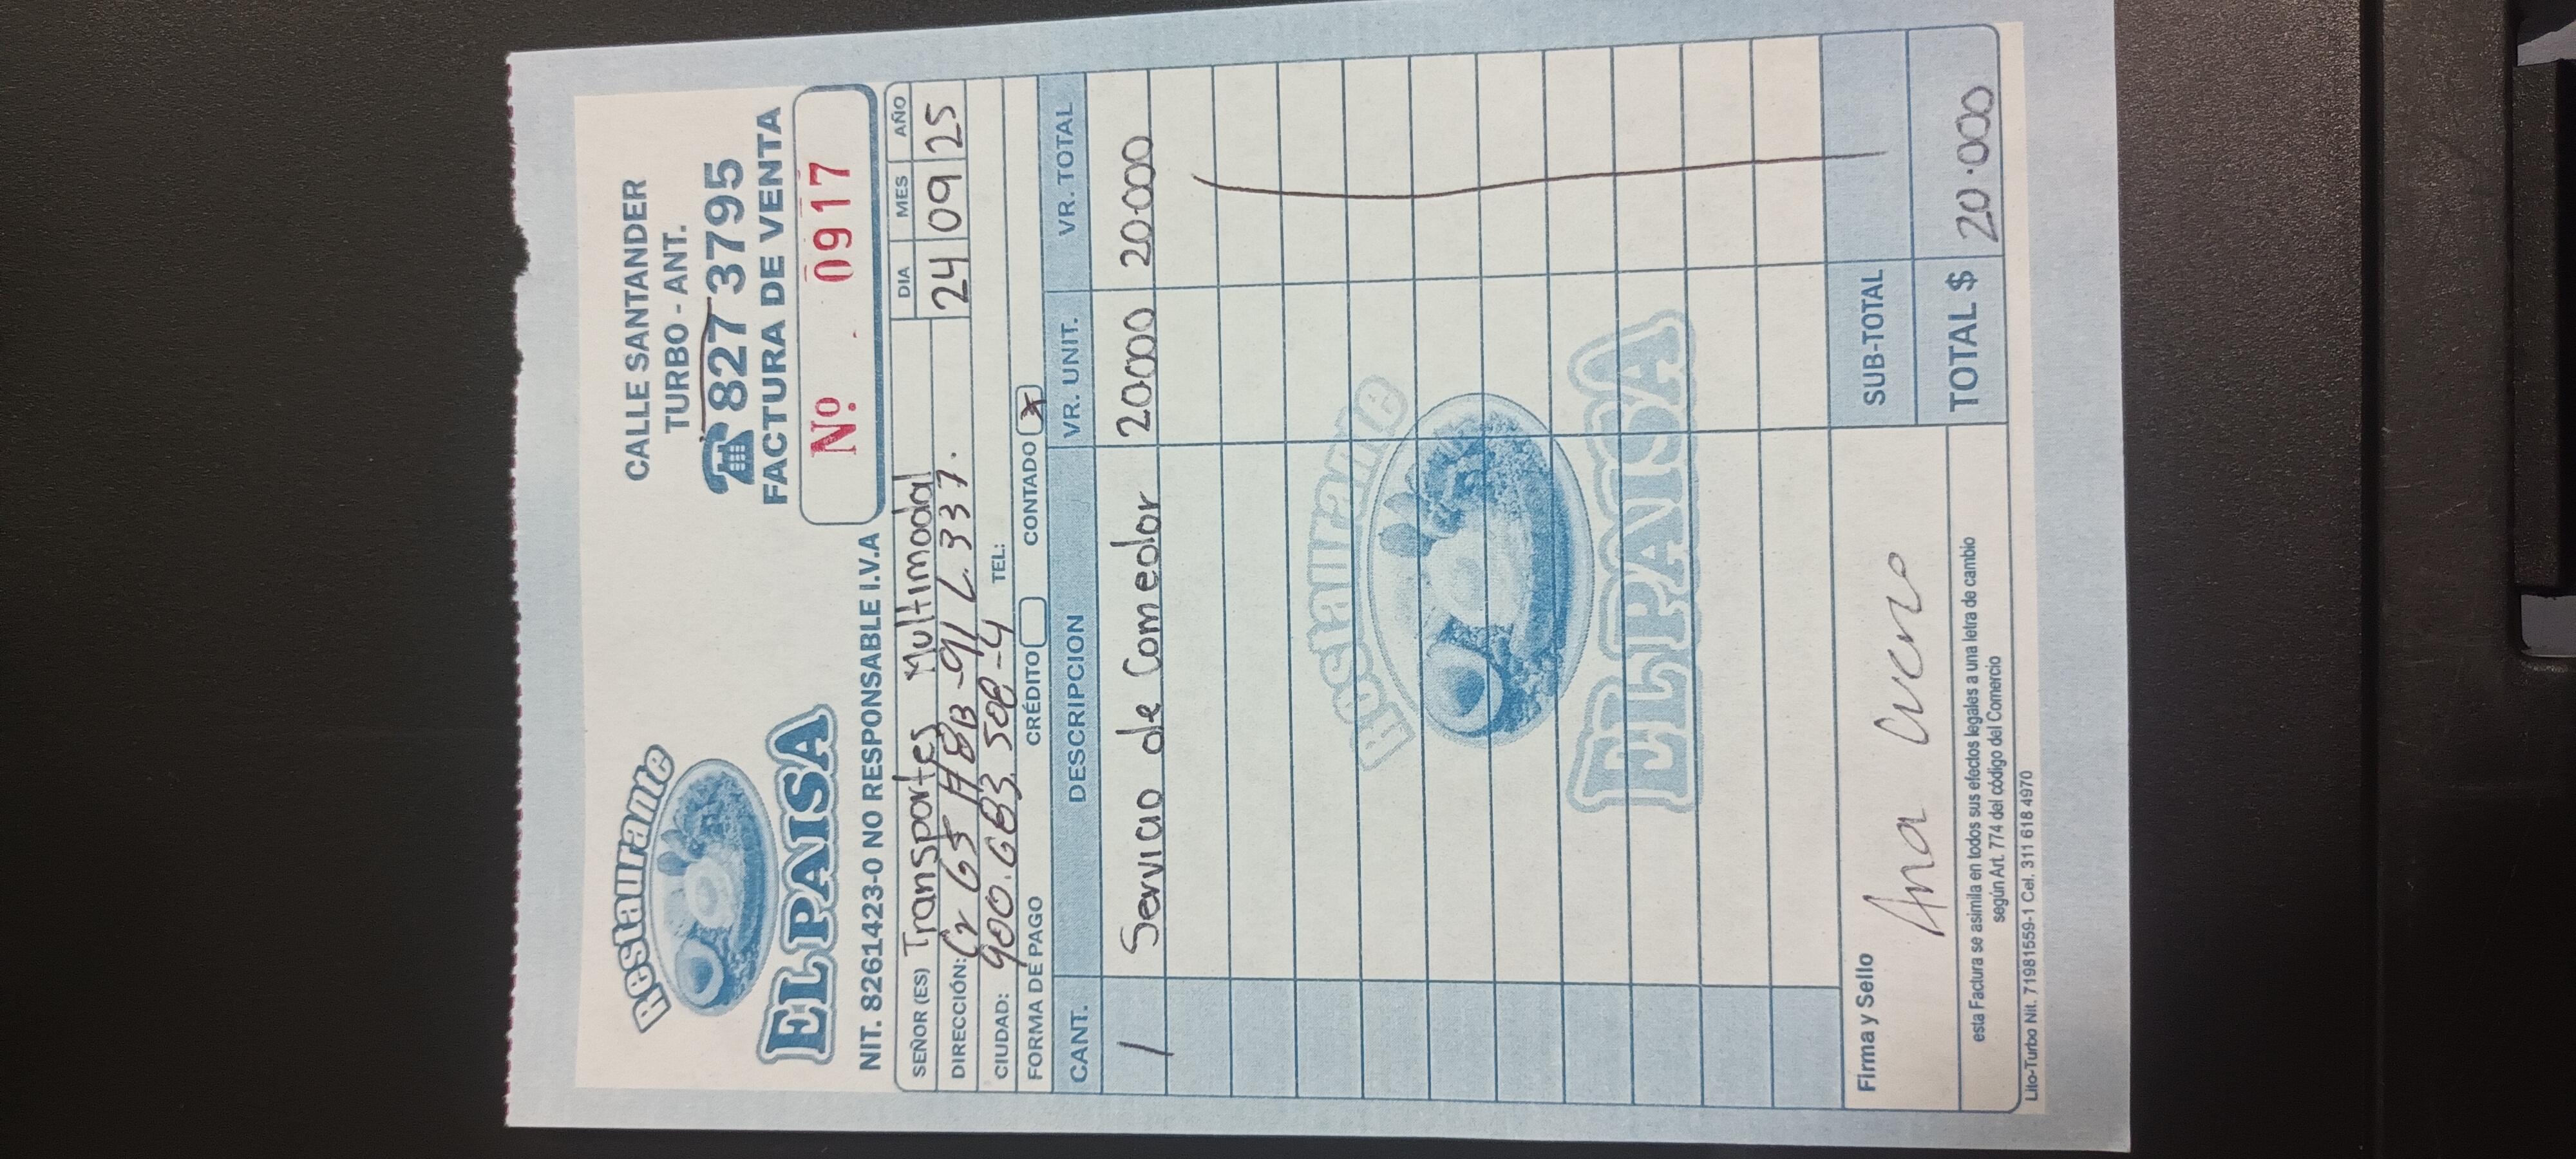 Restaurante
EL PAISA
CALLE SANTANDER
TURBO - ANT.
☎ 827 3795
FACTURA DE VENTA
NIT. 82614423-0 NO RESPONSABLE I.V.A
No. 0917
SEÑOR (ES) Transportes Multimodal
DIA MES AÑO
24 09 25
DIRECCIÓN: Cr 65 # 8B-91 L.337.
CIUDAD: 900.683.508-4 TEL:
FORMA DE PAGO CRÉDITO CONTADO X
CANT. DESCRIPCION VR. UNIT. VR. TOTAL
1 Servicio de Comedor 20.000 20.000
Restaurante
EL PAISA
SUB-TOTAL
TOTAL $ 20.000
Firma y Sello
Ana
esta Factura se asimila en todos sus efectos legales a una letra de cambio
según Art. 774 del código del Comercio
Lito-Turbo Nit. 71981559-1 Cel. 311 618 4970